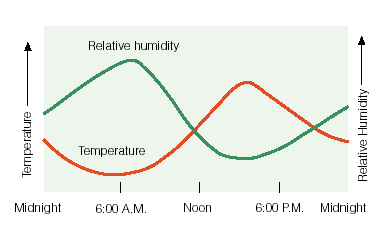 Relative humidity
Temperature
Temperature
Relative Humidity
Midnight
6:00 A.M.
Noon
6:00 P.M.
Midnight